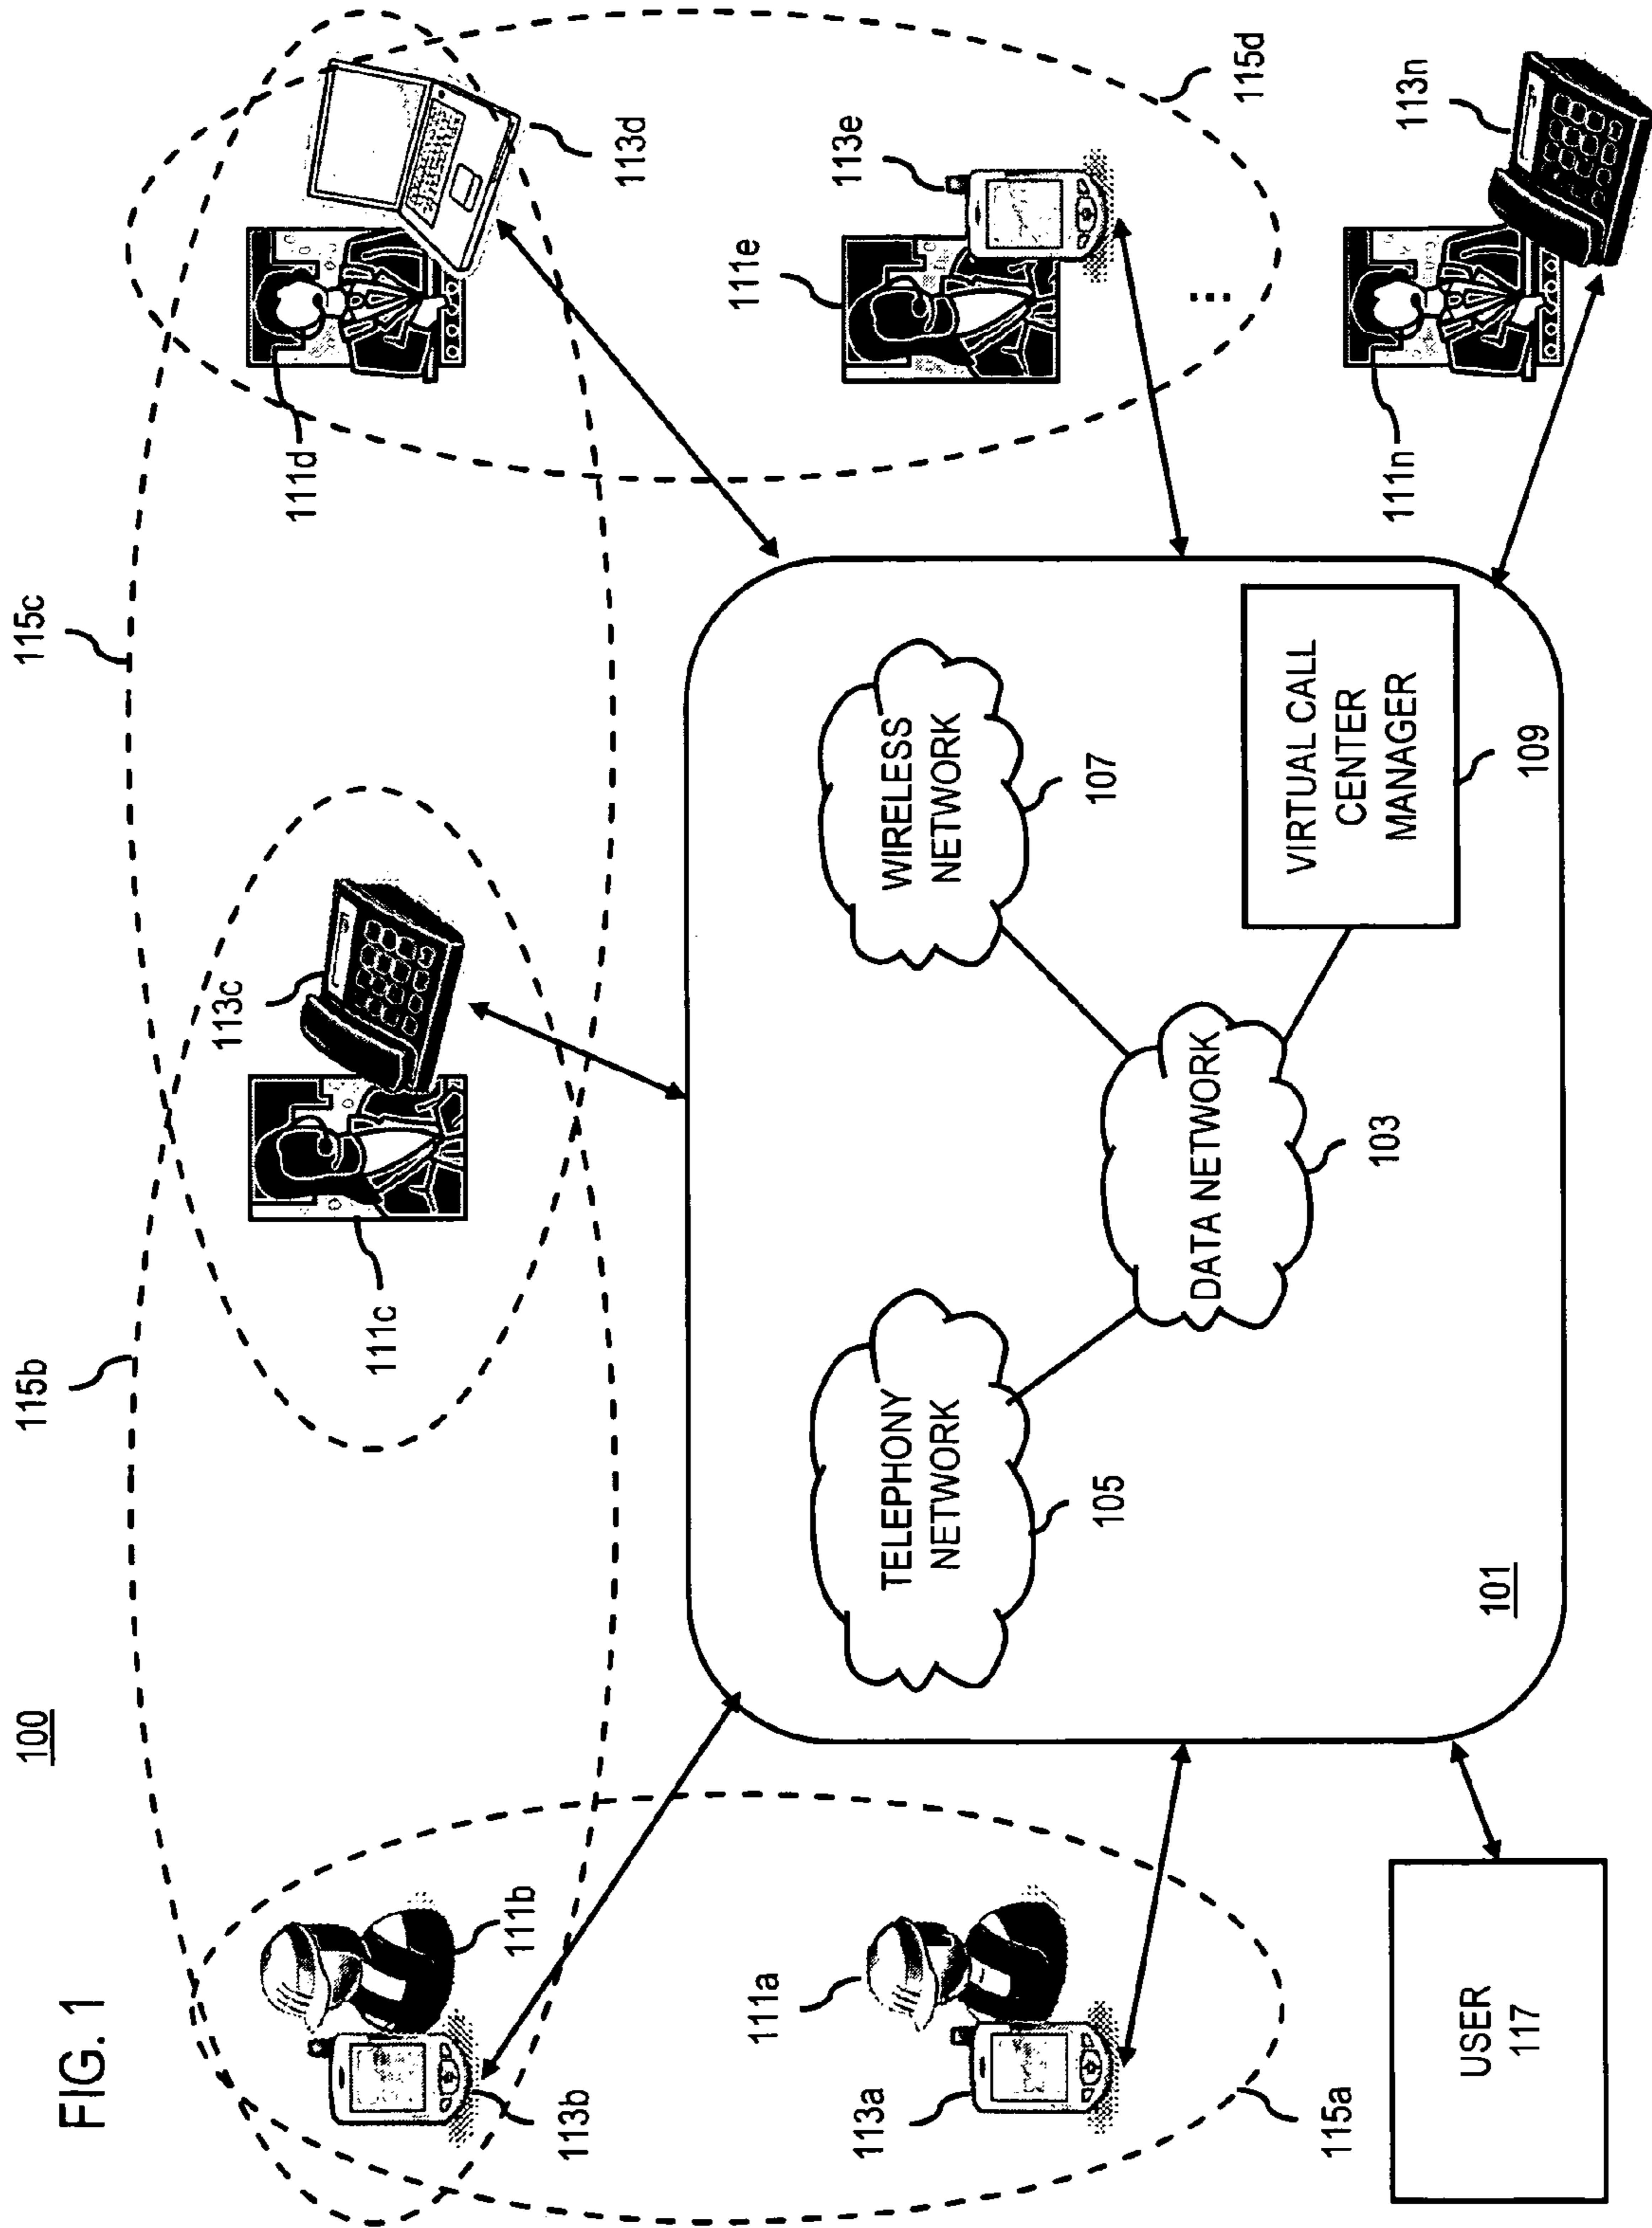 FIG. 1
100
115b
115c
113b
111b
111c
113c
111d
113d
111a
113a
115a
111e
113e
115d
TELEPHONY
NETWORK
105
WIRELESS
NETWORK
107
DATA NETWORK
103
VIRTUAL CALL
CENTER
MANAGER
109
101
USER
117
111n
113n